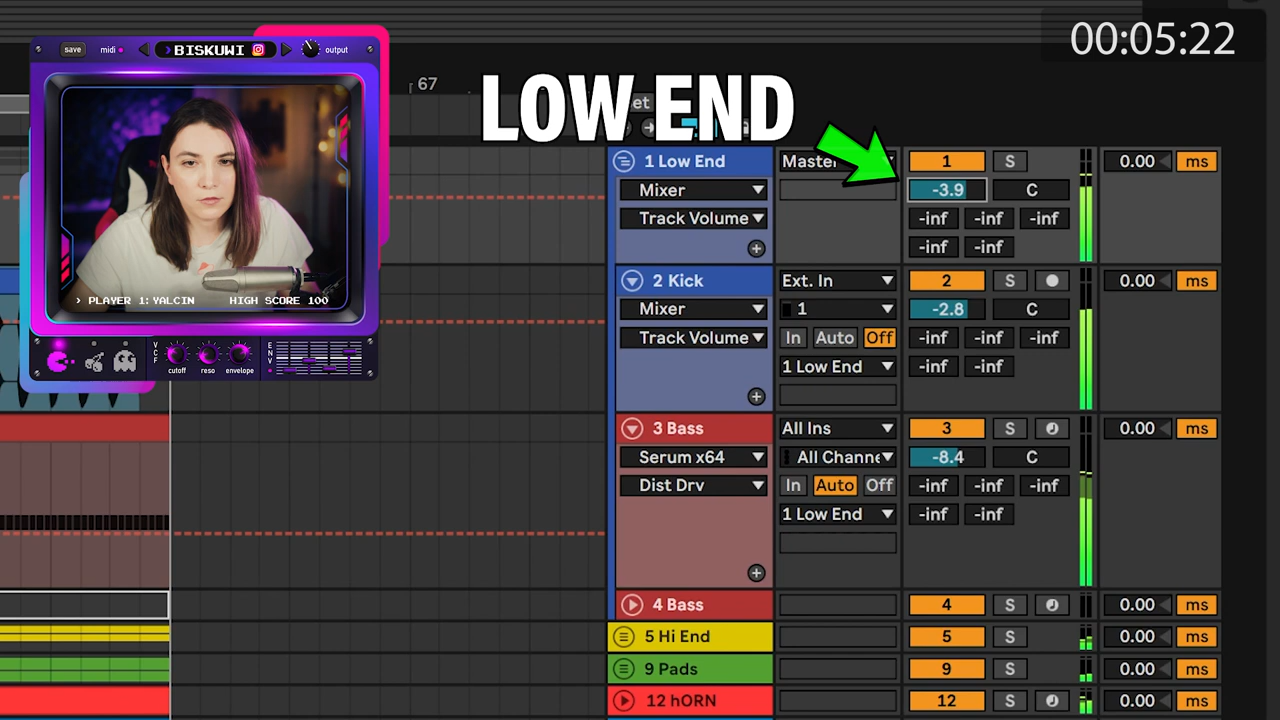 00:05:22
save midi BISKUWI output
67
LOW END
et
1 Low End Master 1 S 0.00 ms
Mixer -3.9 C
Track Volume -inf -inf -inf
-inf -inf
2 Kick Ext. In 2 S 0.00 ms
Mixer 1 -2.8 C
Track Volume In Auto Off -inf -inf -inf
1 Low End -inf -inf
> PLAYER 1: YALCIN HIGH SCORE 100
VCF cutoff reso envelope ENV
3 Bass All Ins 3 S 0.00 ms
Serum x64 All Channe -8.4 C
Dist Drv In Auto Off -inf -inf -inf
1 Low End -inf -inf
4 Bass 4 S 0.00 ms
5 Hi End 5 S 0.00 ms
9 Pads 9 S 0.00 ms
12 hORN 12 S 0.00 ms